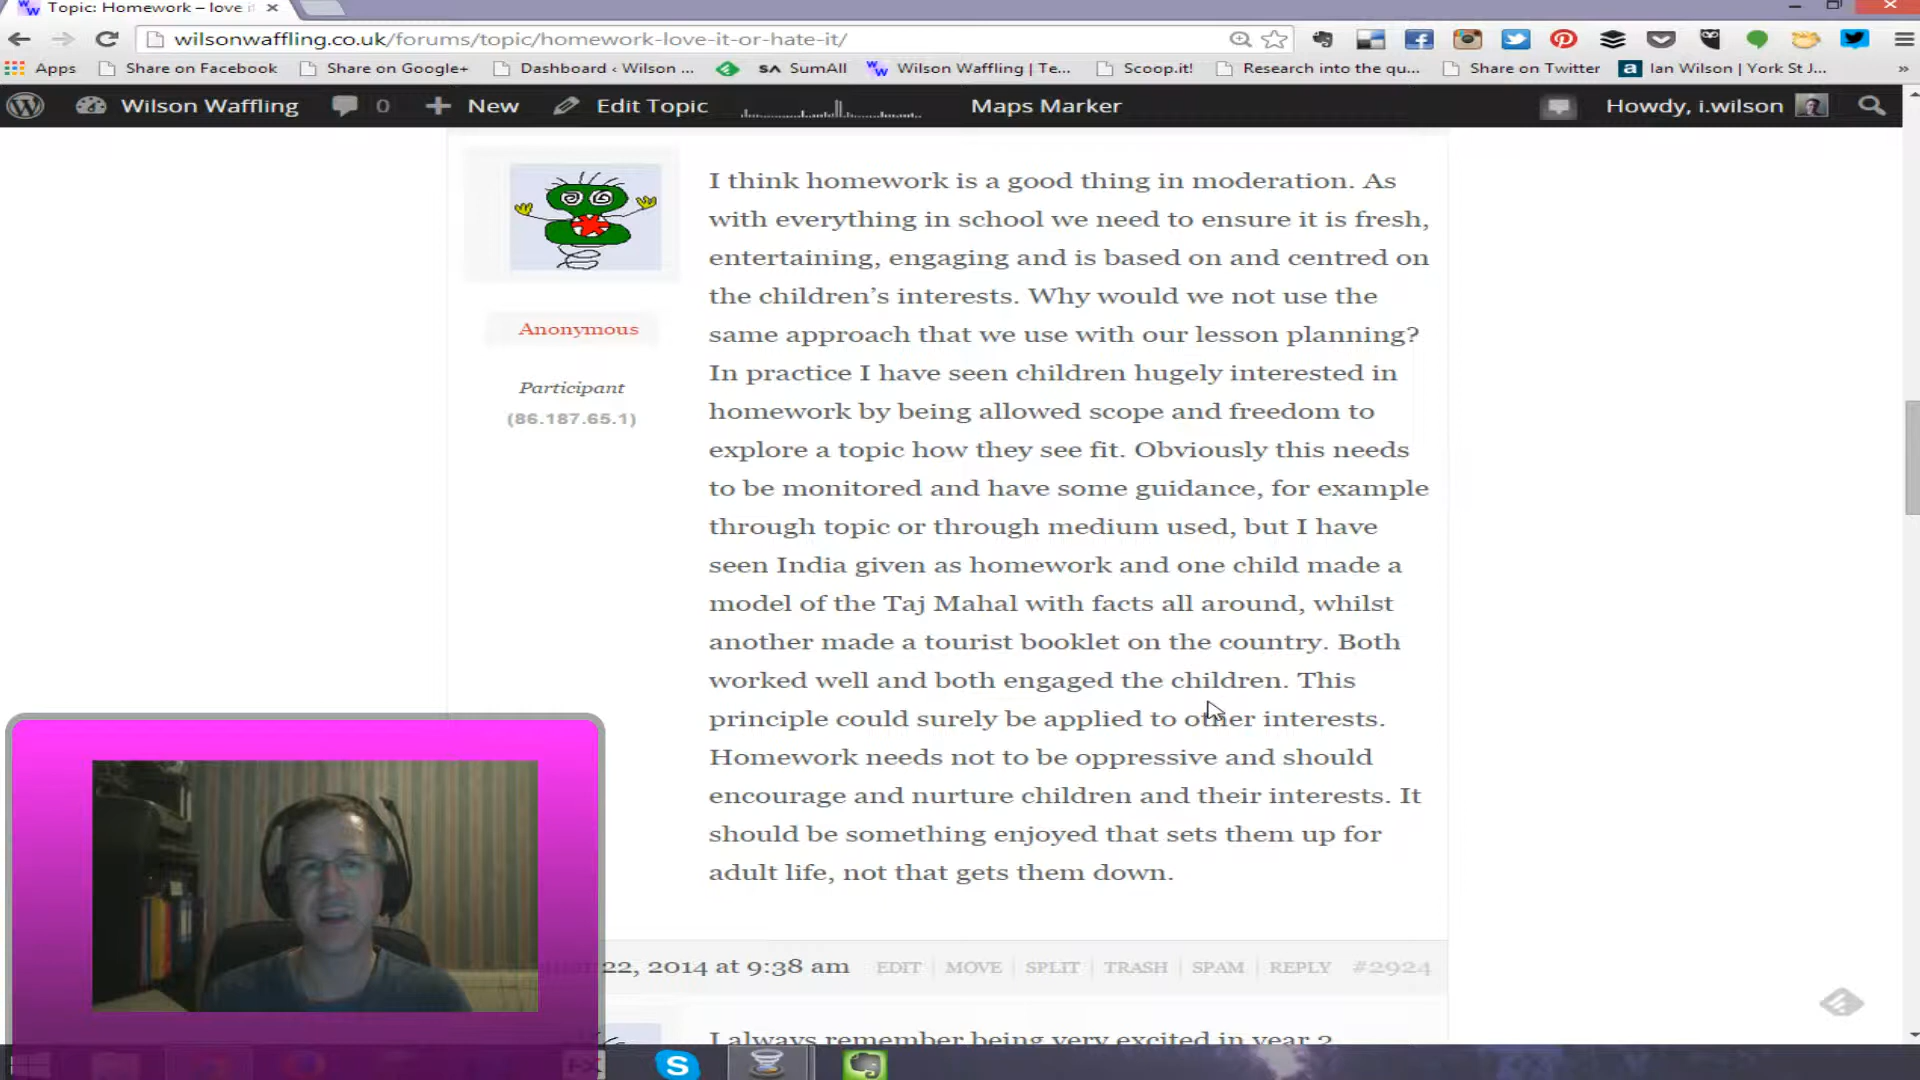 Topic: Homework – love i
wilsonwaffling.co.uk/forums/topic/homework-love-it-or-hate-it/
Apps
Share on Facebook
Share on Google+
Dashboard ‹ Wilson ...
SumAll
Wilson Waffling | Te...
Scoop.it!
Research into the qu...
Share on Twitter
Ian Wilson | York St J...
»
Wilson Waffling
0
New
Edit Topic
Maps Marker
Howdy, i.wilson
I think homework is a good thing in moderation. As
with everything in school we need to ensure it is fresh,
entertaining, engaging and is based on and centred on
the children’s interests. Why would we not use the
same approach that we use with our lesson planning?
In practice I have seen children hugely interested in
homework by being allowed scope and freedom to
explore a topic how they see fit. Obviously this needs
to be monitored and have some guidance, for example
through topic or through medium used, but I have
seen India given as homework and one child made a
model of the Taj Mahal with facts all around, whilst
another made a tourist booklet on the country. Both
worked well and both engaged the children. This
principle could surely be applied to other interests.
Homework needs not to be oppressive and should
encourage and nurture children and their interests. It
should be something enjoyed that sets them up for
adult life, not that gets them down.
Anonymous
Participant
(86.187.65.1)
22, 2014 at 9:38 am
EDIT | MOVE | SPLIT | TRASH | SPAM | REPLY #2924
I always remember being very excited in year 2